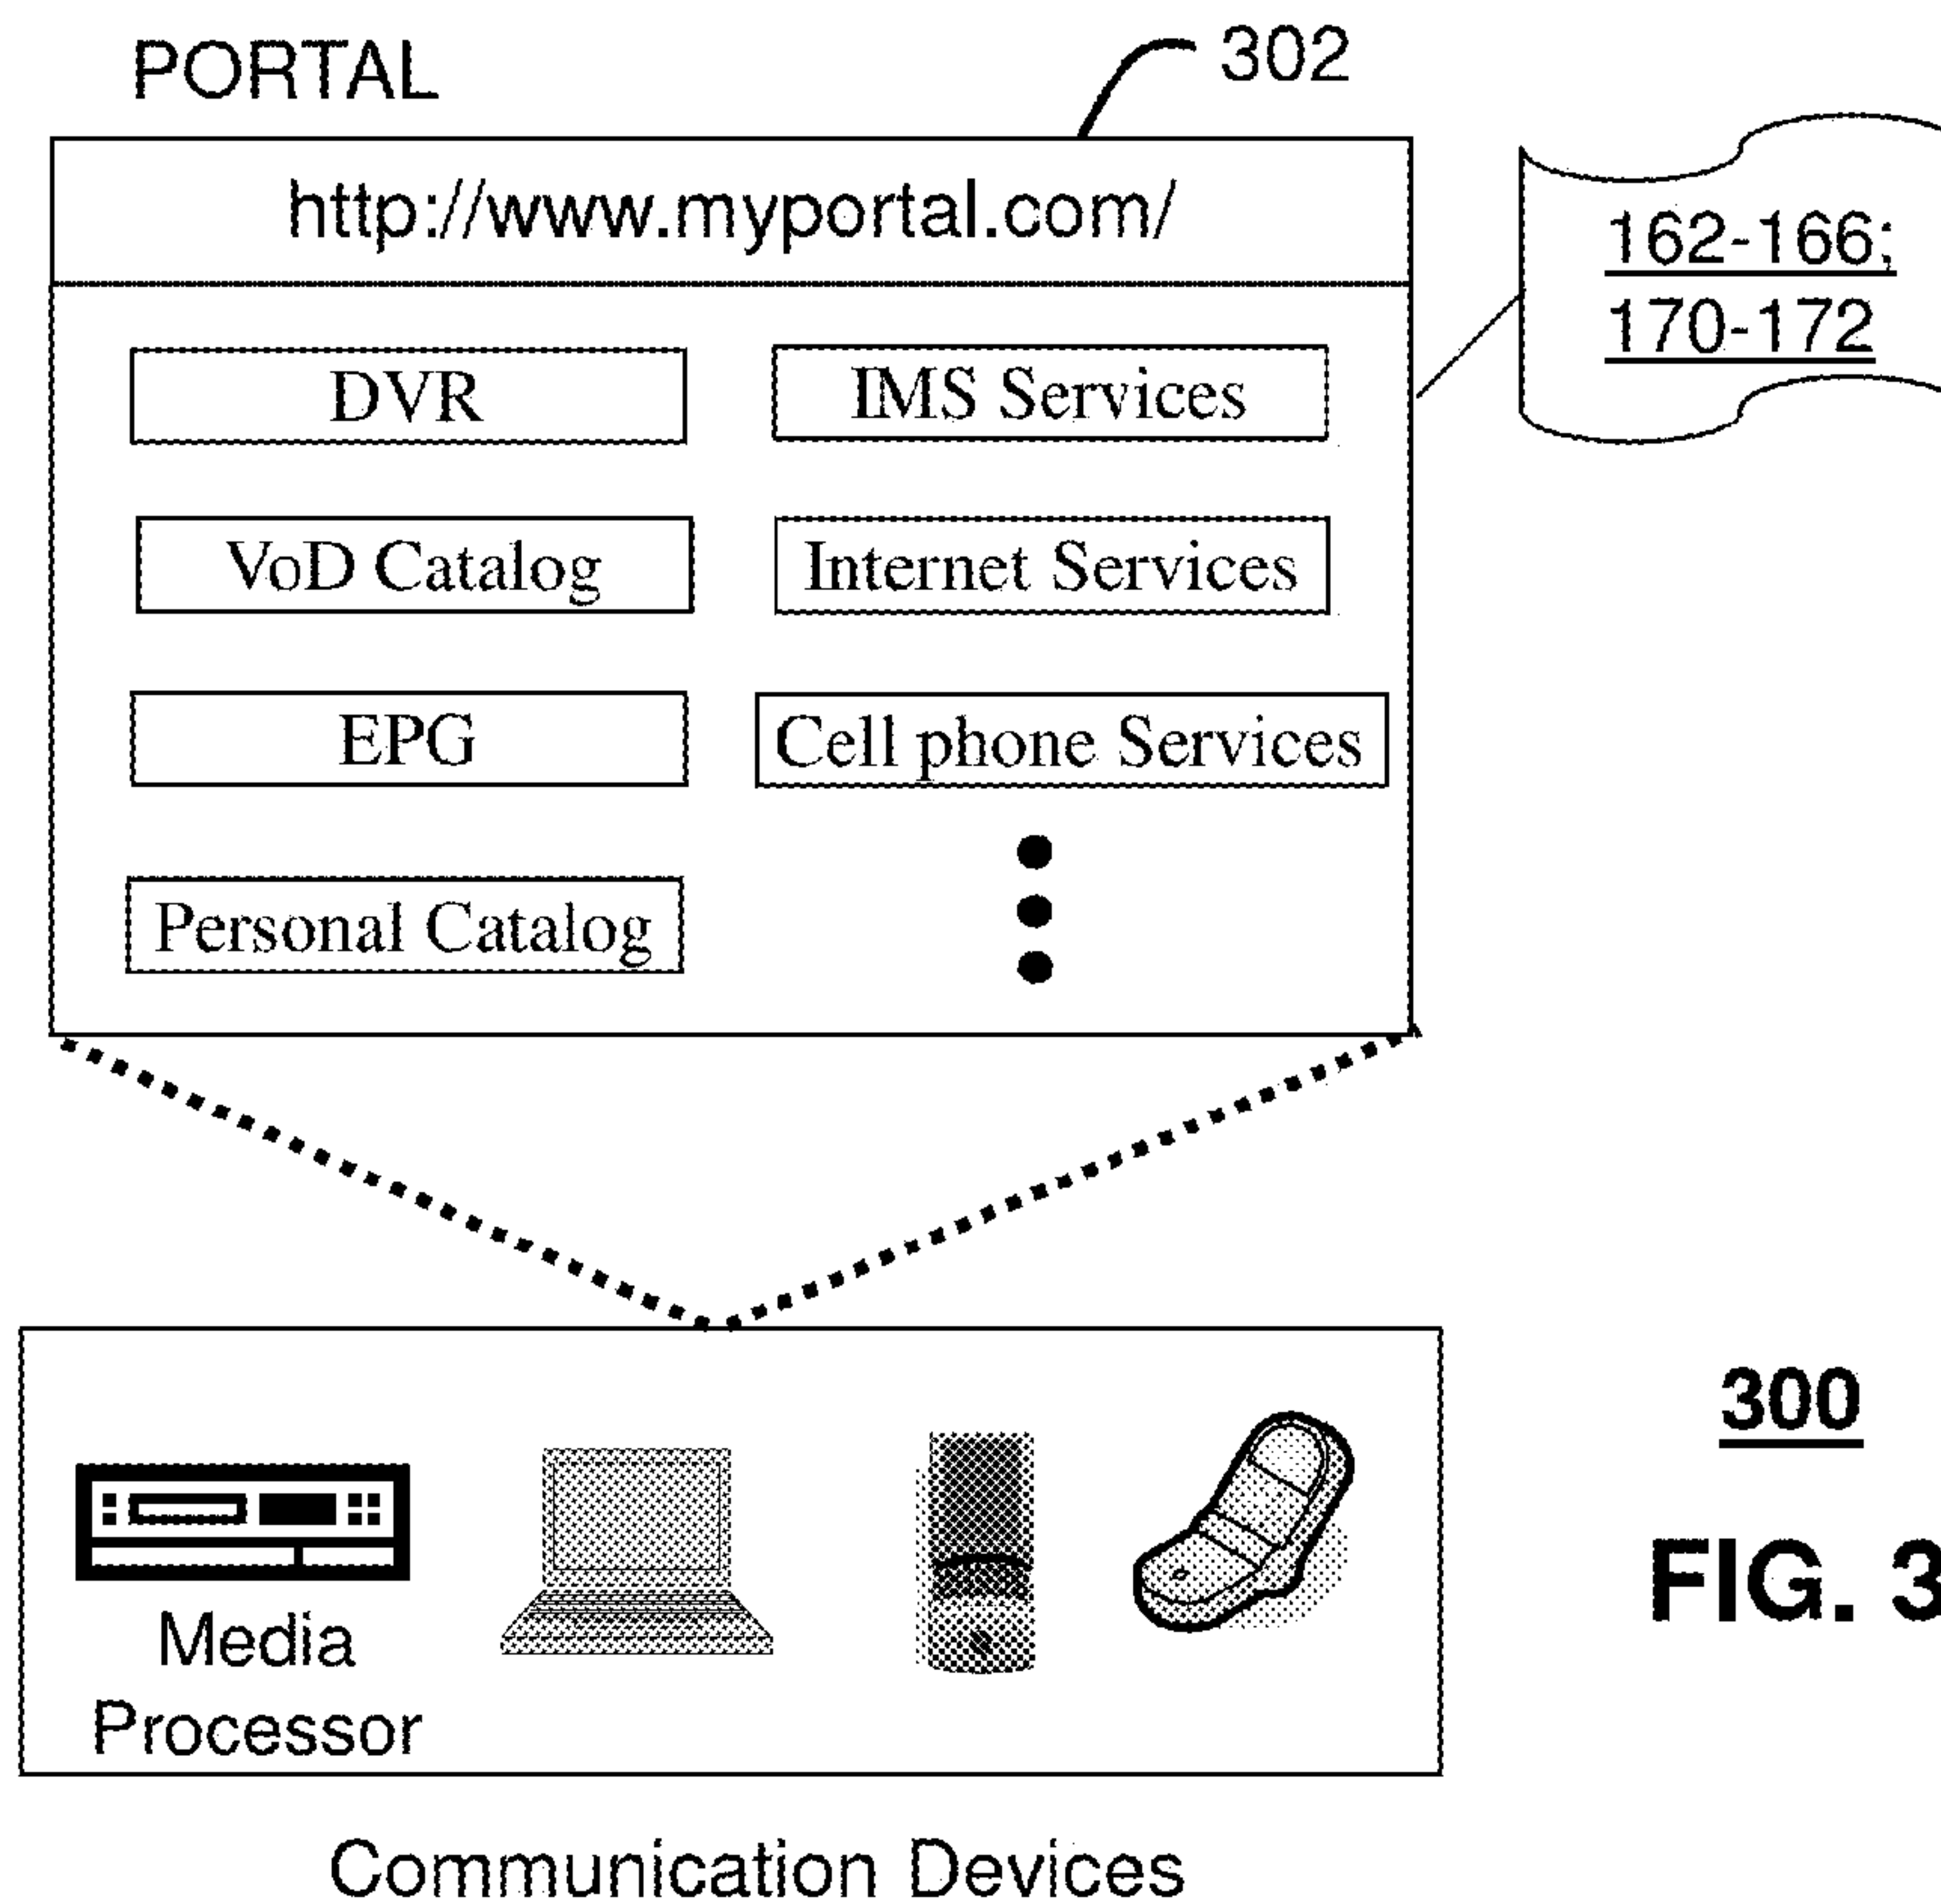 PORTAL
302
http://www.myportal.com/
162-166;
170-172
DVR
IMS Services
VoD Catalog
Internet Services
EPG
Cell phone Services
Personal Catalog
300
FIG. 3
Media
Processor
Communication Devices